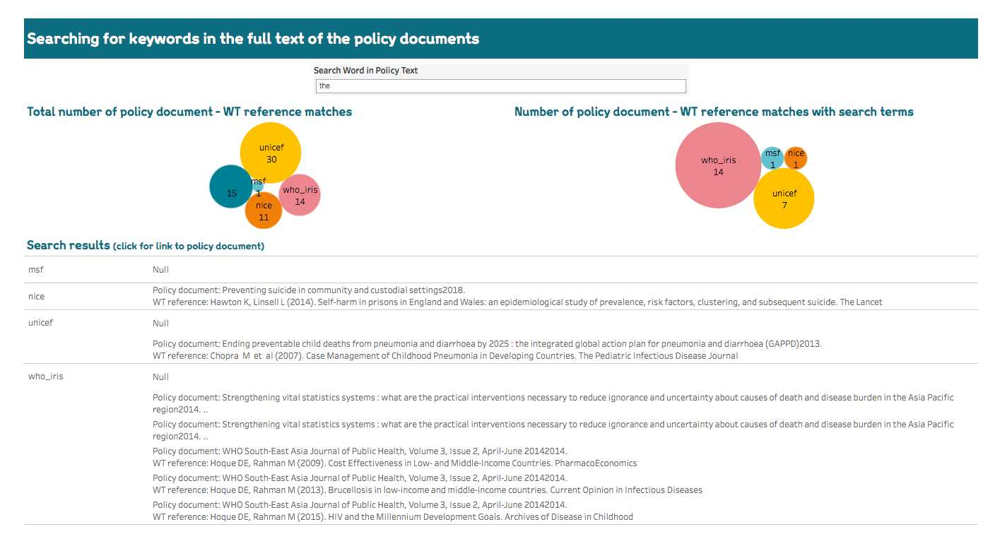 Searching for keywords in the full text of the policy documents
Search Word in Policy Text
the
Total number of policy document - WT reference matches
unicef
30
15
msf
1
who_iris
14
nice
11
Number of policy document - WT reference matches with search terms
who_iris
14
msf
1
nice
1
unicef
7
Search results (click for link to policy document)
msf
Null
nice
Policy document: Preventing suicide in community and custodial settings2018.
WT reference: Hawton K, Linsell L (2014). Self-harm in prisons in England and Wales: an epidemiological study of prevalence, risk factors, clustering, and subsequent suicide. The Lancet
unicef
Null
Policy document: Ending preventable child deaths from pneumonia and diarrhoea by 2025 : the integrated global action plan for pneumonia and diarrhoea (GAPPD)2013.
WT reference: Chopra M et al (2007). Case Management of Childhood Pneumonia in Developing Countries. The Pediatric Infectious Disease Journal
who_iris
Null
Policy document: Strengthening vital statistics systems : what are the practical interventions necessary to reduce ignorance and uncertainty about causes of death and disease burden in the Asia Pacific
region2014. ..
Policy document: Strengthening vital statistics systems : what are the practical interventions necessary to reduce ignorance and uncertainty about causes of death and disease burden in the Asia Pacific
region2014. ..
Policy document: WHO South-East Asia Journal of Public Health, Volume 3, Issue 2, April-June 20142014.
WT reference: Hoque DE, Rahman M (2009). Cost Effectiveness in Low- and Middle-Income Countries. PharmacoEconomics
Policy document: WHO South-East Asia Journal of Public Health, Volume 3, Issue 2, April-June 20142014.
WT reference: Hoque DE, Rahman M (2013). Brucellosis in low-income and middle-income countries. Current Opinion in Infectious Diseases
Policy document: WHO South-East Asia Journal of Public Health, Volume 3, Issue 2, April-June 20142014.
WT reference: Hoque DE, Rahman M (2015). HIV and the Millennium Development Goals. Archives of Disease in Childhood